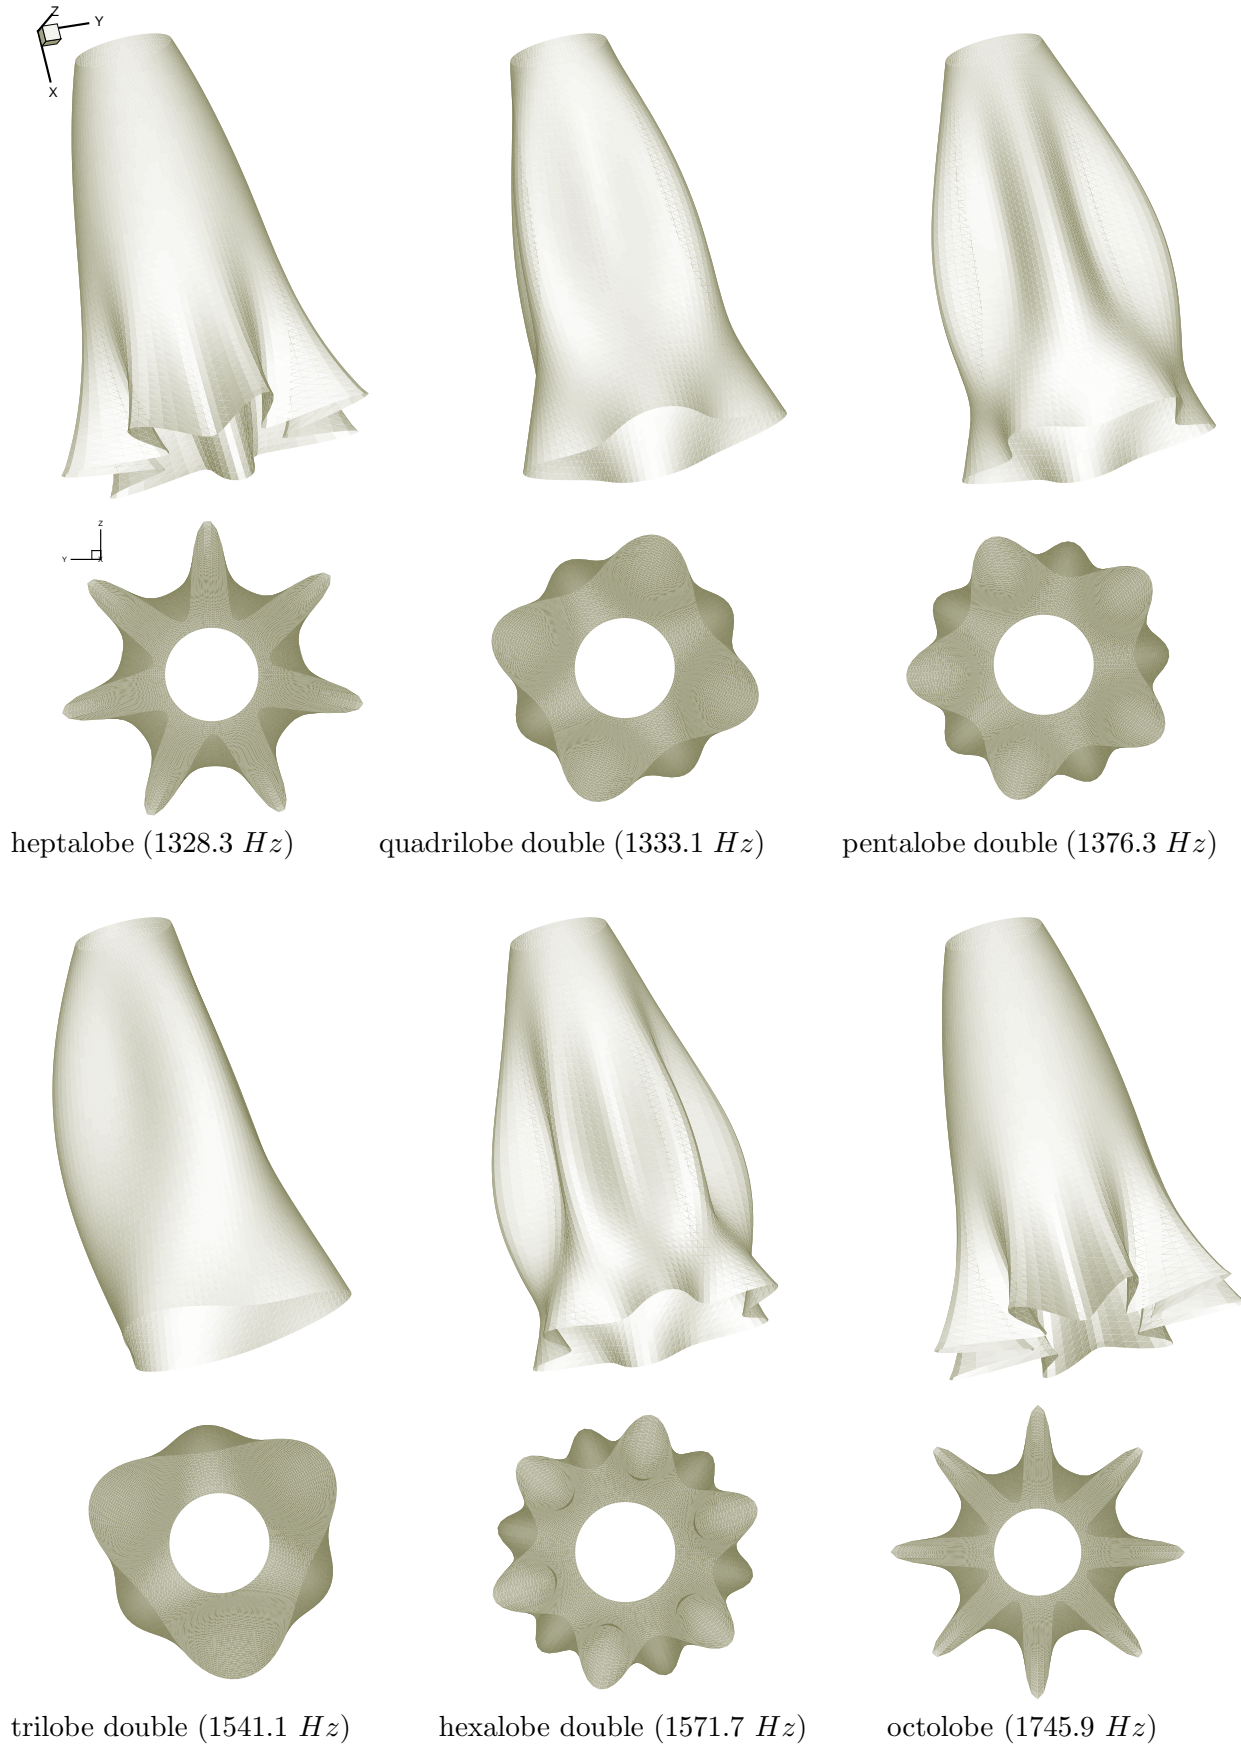 Z
Y
X
Z
Y
X
heptalobe (1328.3 Hz)
quadrilobe double (1333.1 Hz)
pentalobe double (1376.3 Hz)
trilobe double (1541.1 Hz)
hexalobe double (1571.7 Hz)
octolobe (1745.9 Hz)